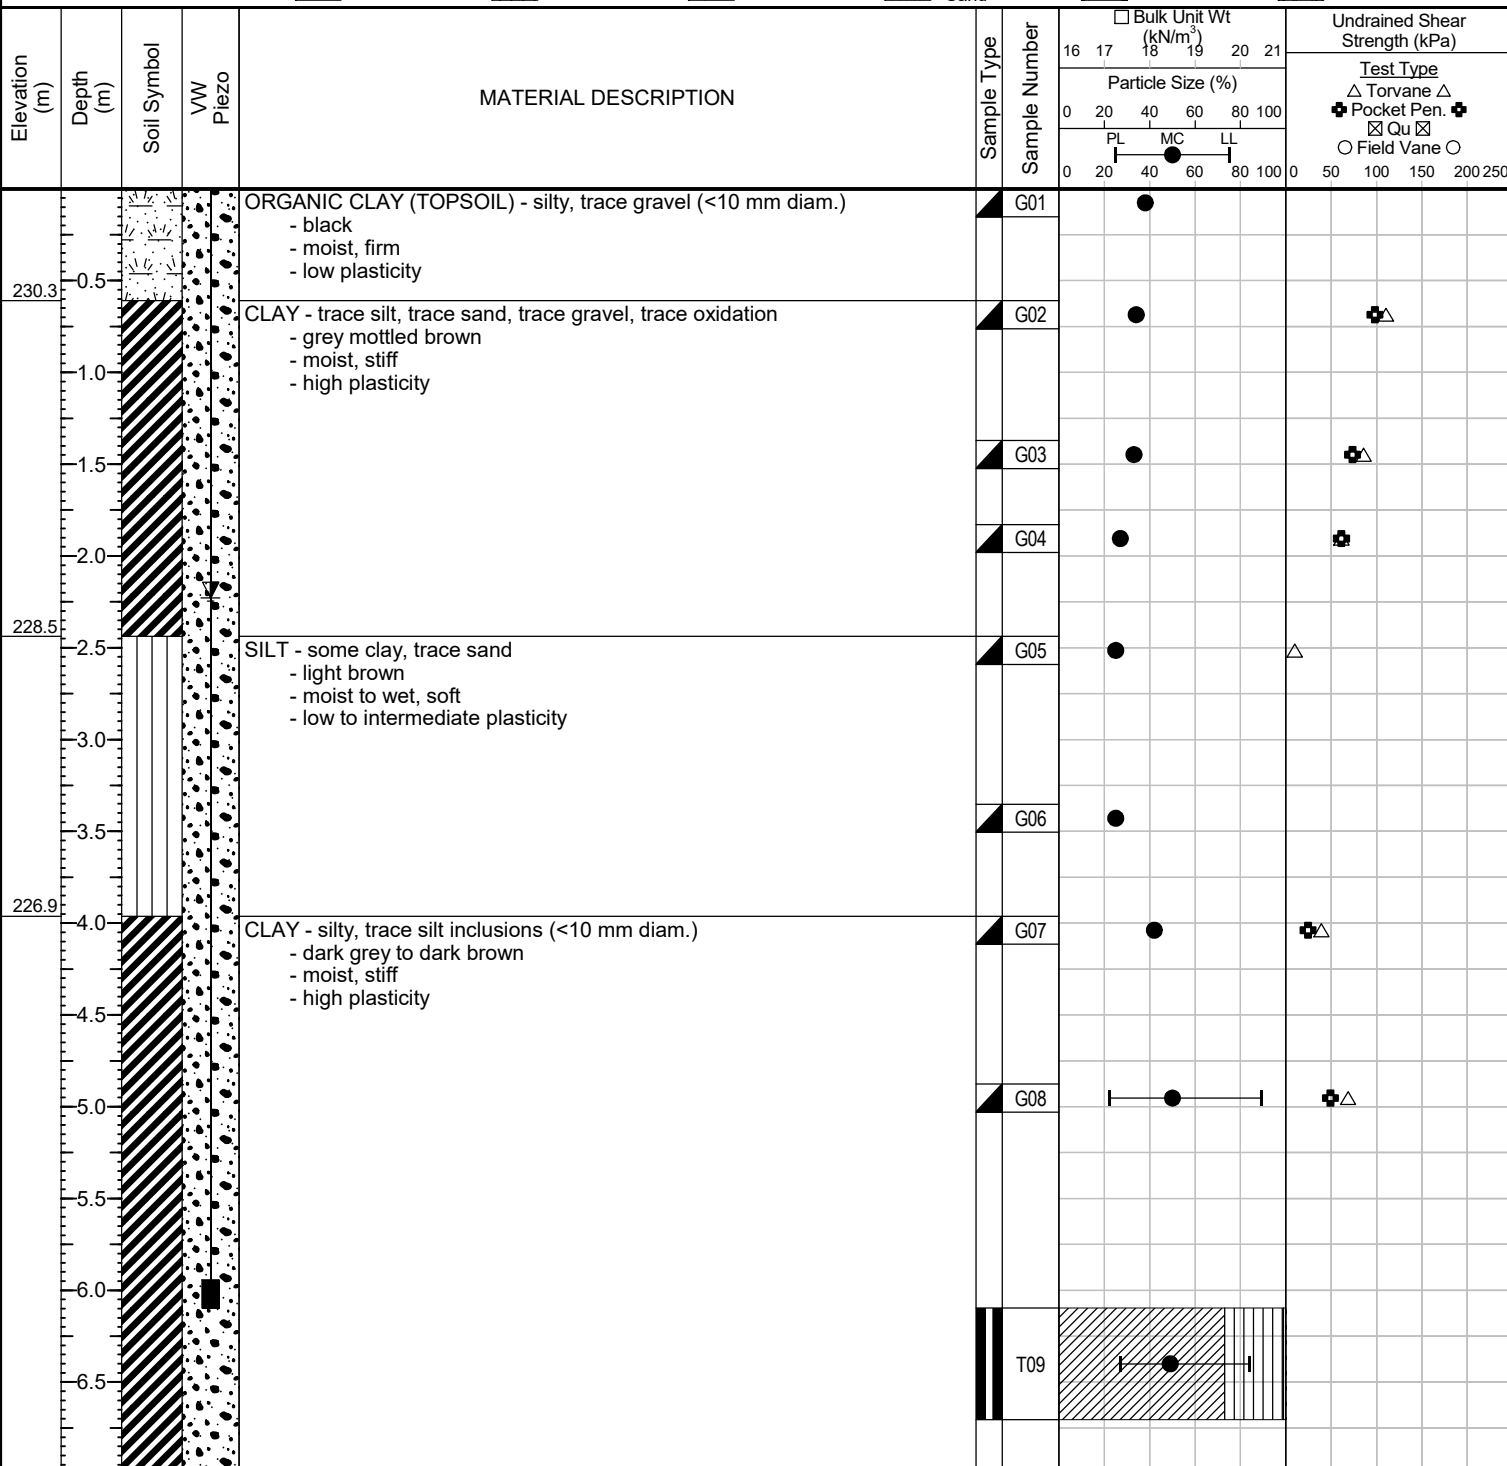 Elevation (m)
Depth (m)
Soil Symbol
VW Piezo
MATERIAL DESCRIPTION
Sample Type
Sample Number
Bulk Unit Wt
(kN/m³)
16 17 18 19 20 21
Particle Size (%)
0 20 40 60 80 100
PL MC LL
0 20 40 60 80 100
Undrained Shear
Strength (kPa)
Test Type
△ Torvane △
Pocket Pen.
☒ Qu ☒
○ Field Vane ○
0 50 100 150 200 250
ORGANIC CLAY (TOPSOIL) - silty, trace gravel (<10 mm diam.)
- black
- moist, firm
- low plasticity
G01
0.5
230.3
CLAY - trace silt, trace sand, trace gravel, trace oxidation
- grey mottled brown
- moist, stiff
- high plasticity
G02
1.0
1.5
G03
G04
2.0
228.5
SILT - some clay, trace sand
- light brown
- moist to wet, soft
- low to intermediate plasticity
G05
2.5
3.0
3.5
G06
226.9
CLAY - silty, trace silt inclusions (<10 mm diam.)
- dark grey to dark brown
- moist, stiff
- high plasticity
G07
4.0
4.5
5.0
G08
5.5
6.0
T09
6.5